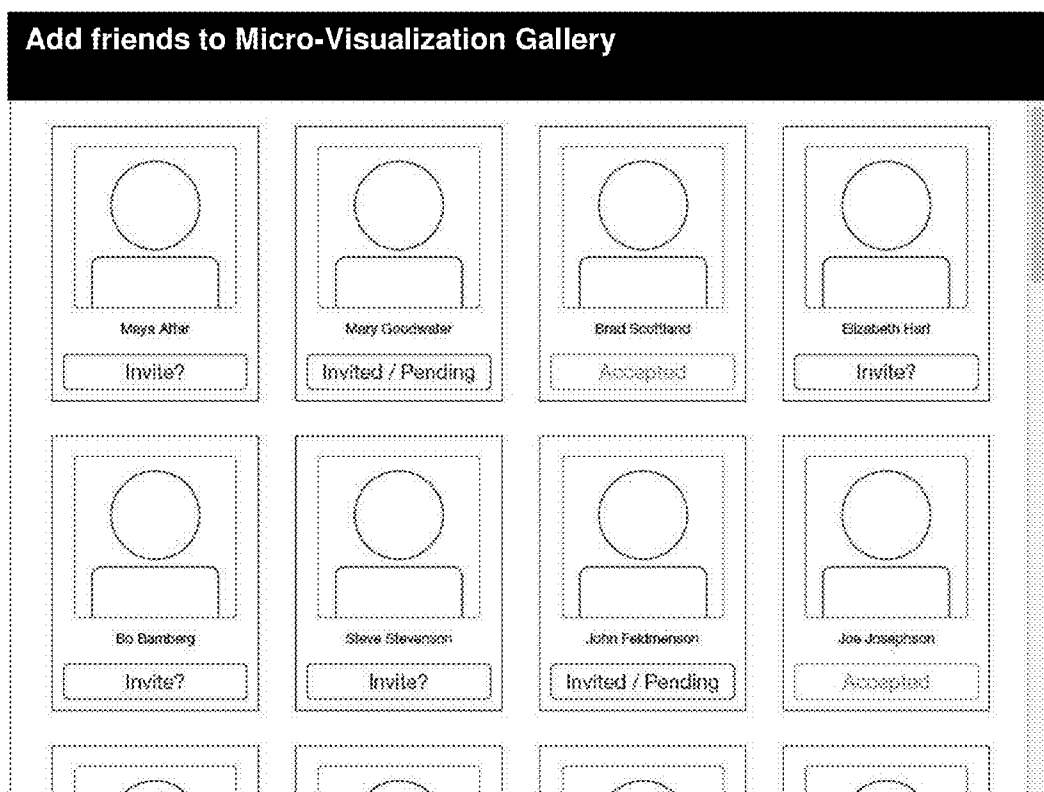 Add friends to Micro-Visualization Gallery
Maya Altar
Mary Goodwater
Brad Scottland
Elizabeth Hart
Invite?
Invited / Pending
Accepted
Invite?
Bo Bamberg
Steve Stevenson
John Feldmenson
Joe Josephson
Invite?
Invite?
Invited / Pending
Accepted